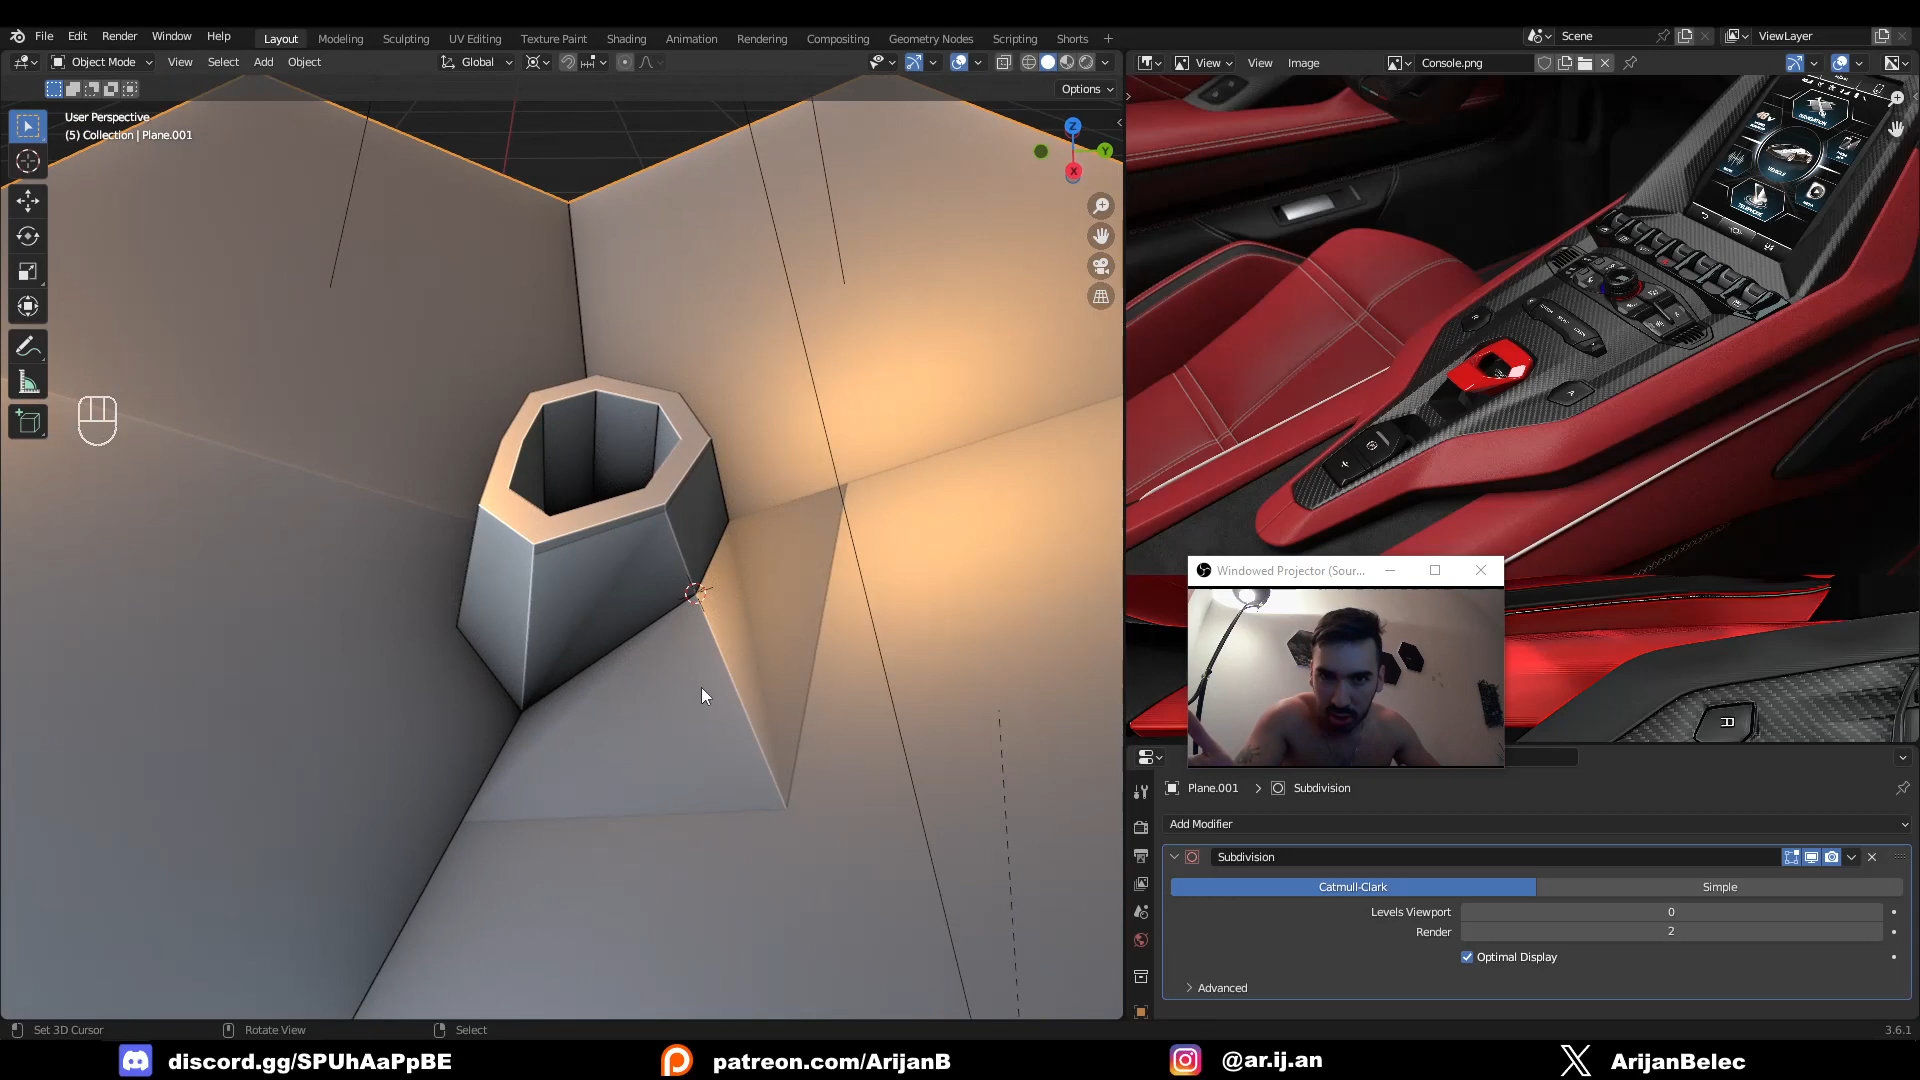 File Edit Render Window Help Layout Modeling Sculpting UV Editing Texture Paint Shading Animation Rendering Compositing Geometry Nodes Scripting Shorts + Scene ViewLayer
Object Mode View Select Add Object Global View View Image Console.png
Options
User Perspective
(5) Collection | Plane.001
Z
Y
X
NAVIGATION
VEHICLE
TELEPHONE
A
Windowed Projector (Sour...
R
Plane.001 > Subdivision
Add Modifier
Subdivision
Catmull-Clark Simple
Levels Viewport 0
Render 2
Optimal Display
Advanced
Set 3D Cursor Rotate View Select 3.6.1
discord.gg/SPUhAaPpBE patreon.com/ArijanB @ar.ij.an ArijanBelec